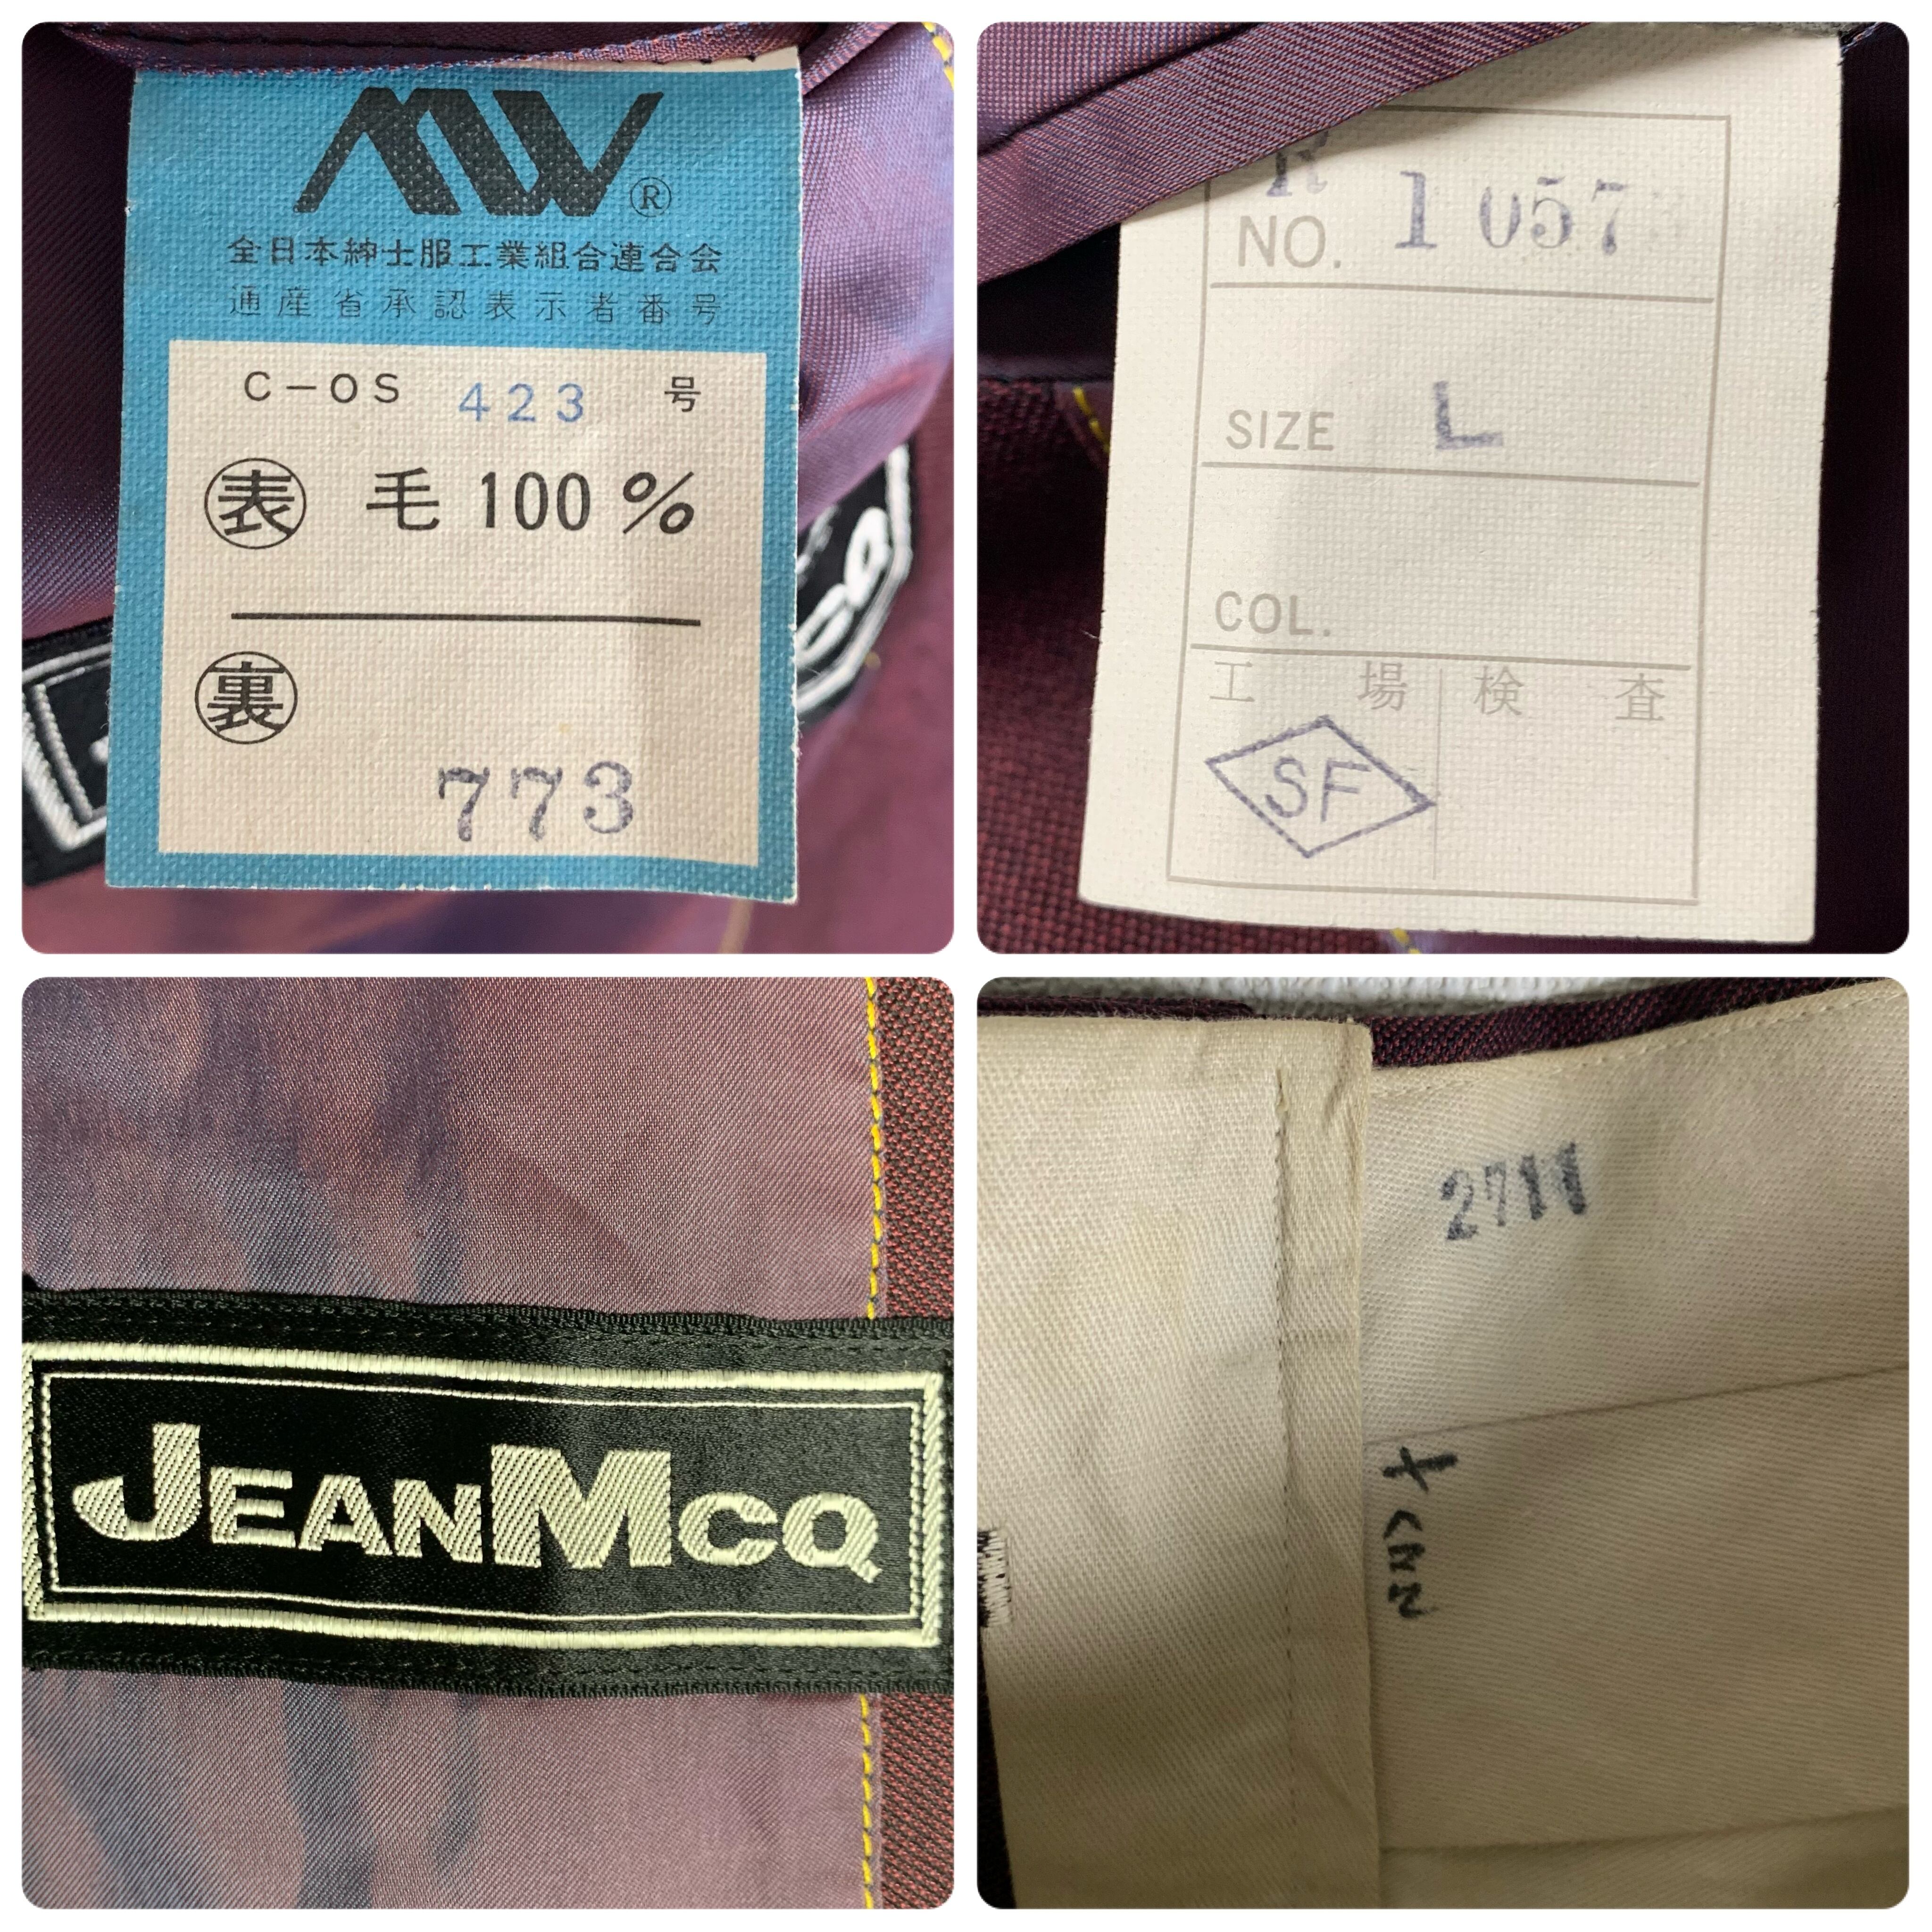 MW®
全日本紳士服工業組合連合会
通産省承認表示者番号
C-OS 423 号
表 毛 100%
裏
773
R
NO. 1057
SIZE L
COL.
工場 検査
SF
JEANMCQ
2711